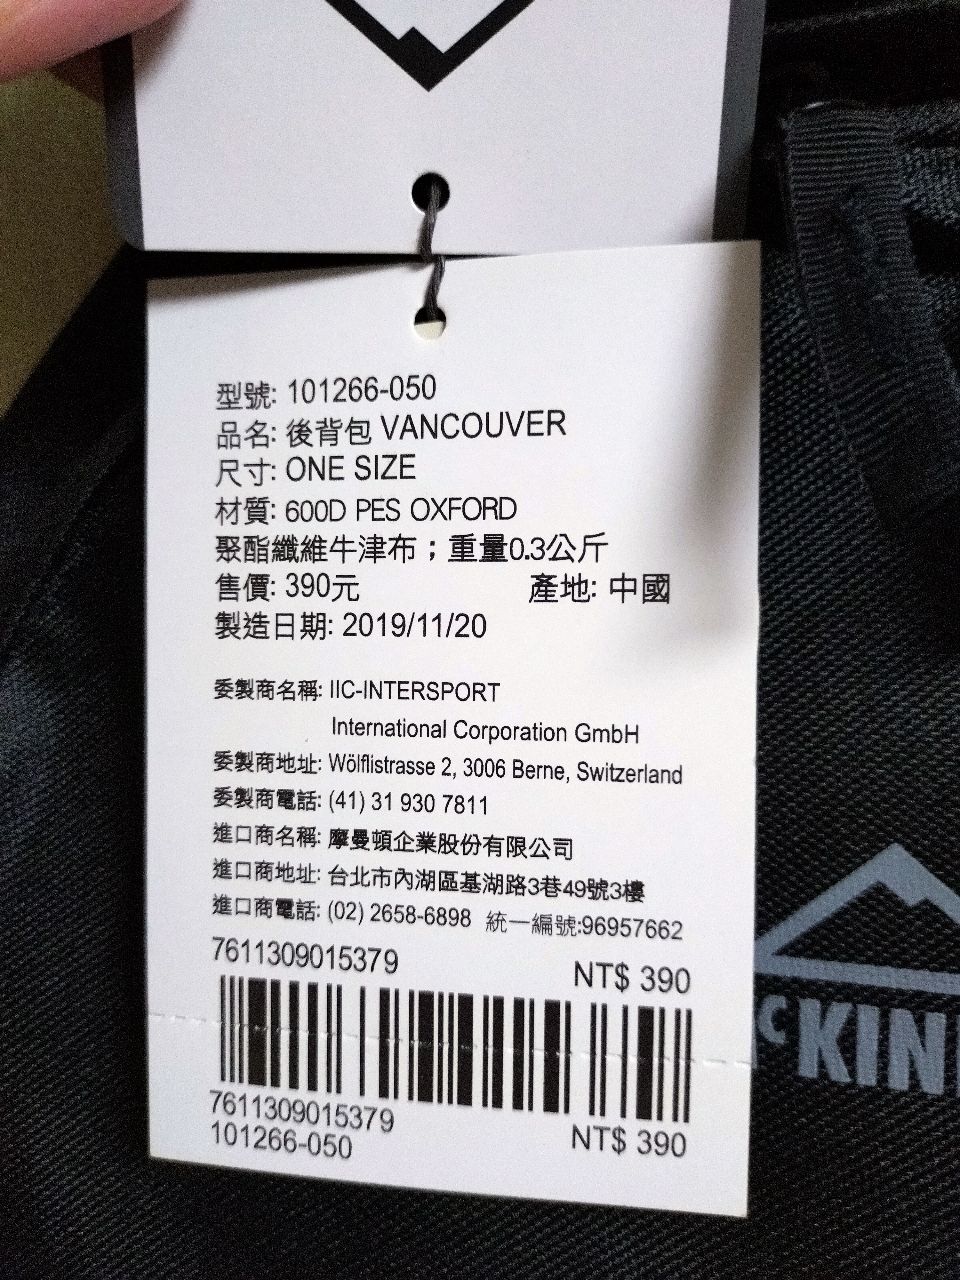 型號: 101266-050
品名: 後背包 VANCOUVER
尺寸: ONE SIZE
材質: 600D PES OXFORD
聚酯纖維牛津布；重量0.3公斤
售價: 390元 產地: 中國
製造日期: 2019/11/20
委製商名稱: IIC-INTERSPORT
International Corporation GmbH
委製商地址: Wölflistrasse 2, 3006 Berne, Switzerland
委製商電話: (41) 31 930 7811
進口商名稱: 摩曼頓企業股份有限公司
進口商地址: 台北市內湖區基湖路3巷49號3樓
進口商電話: (02) 2658-6898 統一編號:96957662
7611309015379 NT$ 390
7611309015379 NT$ 390
101266-050
McKIN